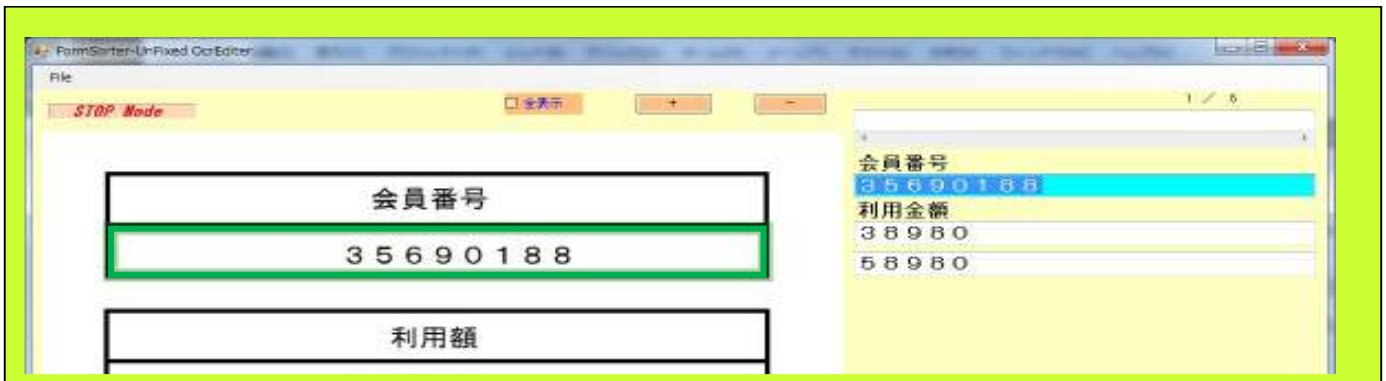 FormSorter-UnFixed OcrEditer
File
STOP Mode
□ 全表示
+
-
1 / 6
会員番号
35690188
利用額
会員番号
35690188
利用金額
38980
58980